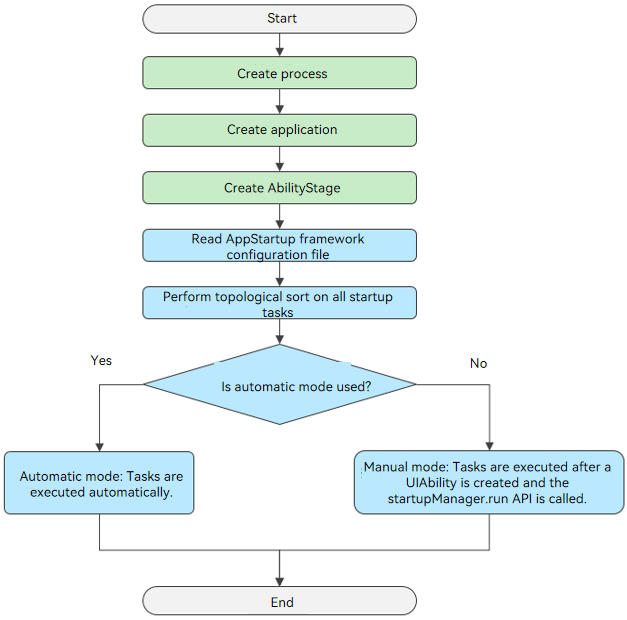 Start
Create process
Create application
Create AbilityStage
Read AppStartup framework
configuration file
Perform topological sort on all startup
tasks
Yes
No
Is automatic mode used?
Automatic mode: Tasks are
executed automatically.
Manual mode: Tasks are executed after a
UIAbility is created and the
startupManager.run API is called.
End